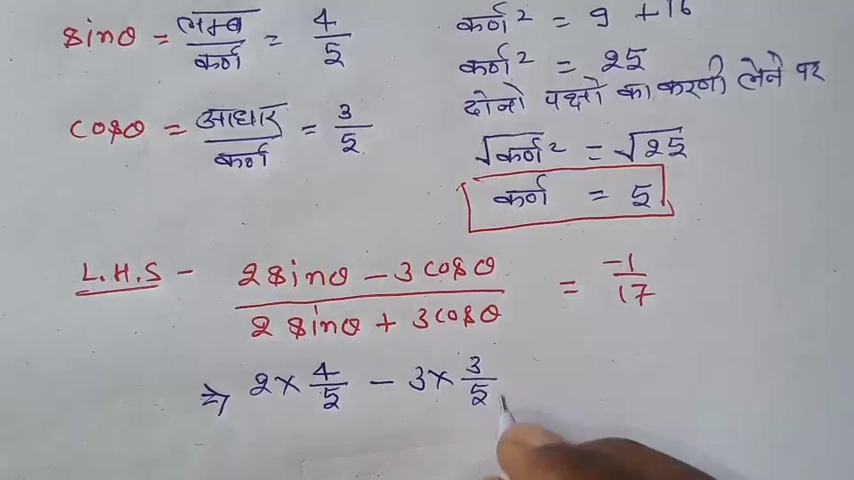 sinθ = लम्ब/कर्ण = 4/5
cosθ = आधार/कर्ण = 3/5
कर्ण² = 9 + 16
कर्ण² = 25
दोनो पक्षो का करणी लेने पर
√कर्ण² = √25
कर्ण = 5
L.H.S - (2sinθ - 3cosθ)/(2sinθ + 3cosθ) = -1/17
⇒ 2 × 4/5 - 3 × 3/5